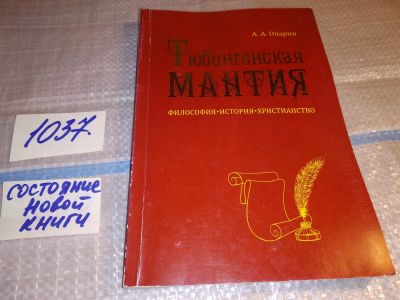 А. А. Опарин
Тюбингенская
МАНТИЯ
ФИЛОСОФИЯ•ИСТОРИЯ•ХРИСТИАНСТВО
1037.
состояние
новой
книги